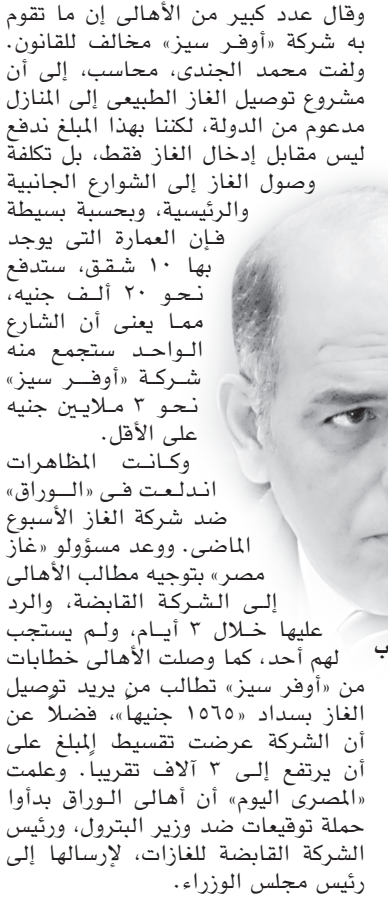 وقال عدد كبير من الأهالى إن ما تقوم
به شركة «أوفر سيز» مخالف للقانون.
ولفت محمد الجندى، محاسب، إلى أن
مشروع توصيل الغاز الطبيعى إلى المنازل
مدعوم من الدولة، لكننا بهذا المبلغ ندفع
ليس مقابل إدخال الغاز فقط، بل تكلفة
وصول الغاز إلى الشوارع الجانبية
والرئيسية، وبحسبة بسيطة
فإن العمارة التى يوجد
بها ١٠ شقق، ستدفع
نحو ٢٠ ألف جنيه،
مما يعنى أن الشارع
الواحد ستجمع منه
شركة «أوفر سيز»
نحو ٣ ملايين جنيه
على الأقل.
وكانت المظاهرات
اندلعت فى «الوراق»
ضد شركة الغاز الأسبوع
الماضى. ووعد مسؤولو «غاز
مصر» بتوجيه مطالب الأهالى
إلى الشركة القابضة، والرد
عليها خلال ٣ أيام، ولم يستجب
لهم أحد، كما وصلت الأهالى خطابات
من «أوفر سيز» تطالب من يريد توصيل
الغاز بسداد «١٥٦٥ جنيهاً»، فضلاً عن
أن الشركة عرضت تقسيط المبلغ على
أن يرتفع إلى ٣ آلاف تقريباً. وعلمت
«المصرى اليوم» أن أهالى الوراق بدأوا
حملة توقيعات ضد وزير البترول، ورئيس
الشركة القابضة للغازات، لإرسالها إلى
رئيس مجلس الوزراء.